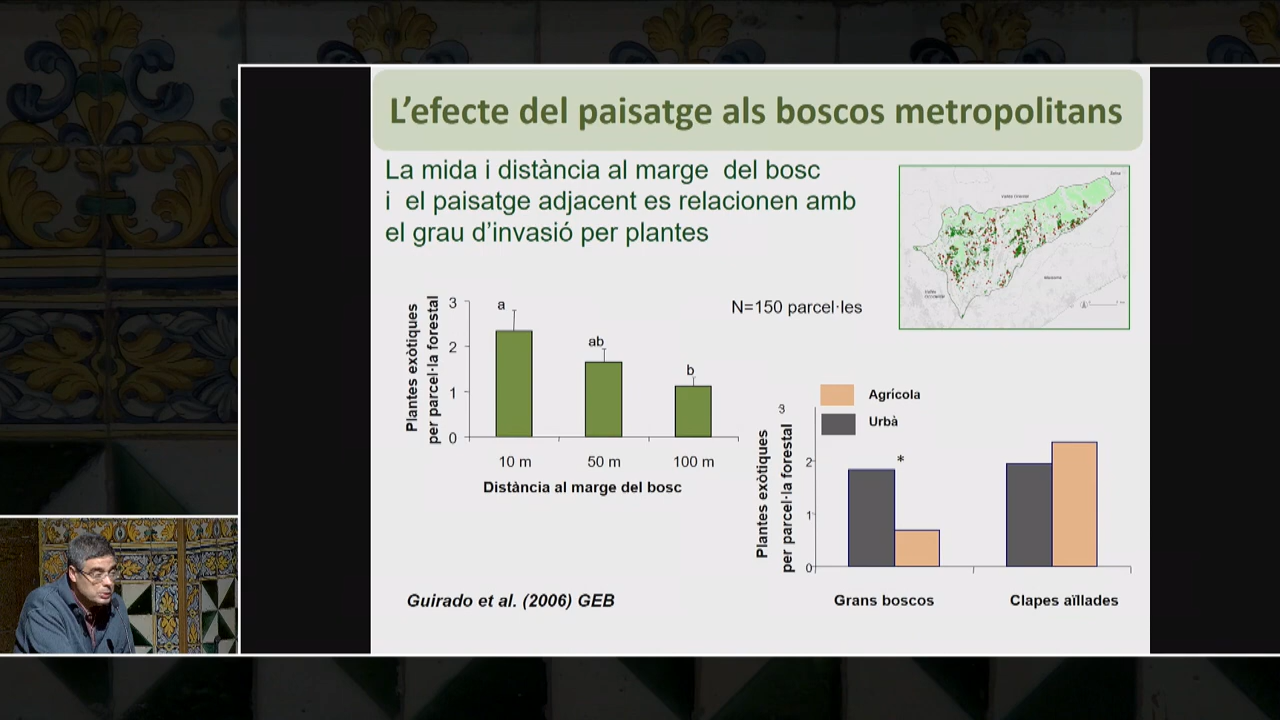 L'efecte del paisatge als boscos metropolitans
La mida i distància al marge del bosc
i el paisatge adjacent es relacionen amb
el grau d'invasió per plantes
N=150 parcel·les
Plantes exòtiques
per parcel·la forestal
3
2
1
0
a
ab
b
10 m
50 m
100 m
Distància al marge del bosc
Agrícola
Urbà
Plantes exòtiques
per parcel·la forestal
3
2
1
0
*
Grans boscos
Clapes aïllades
Guirado et al. (2006) GEB